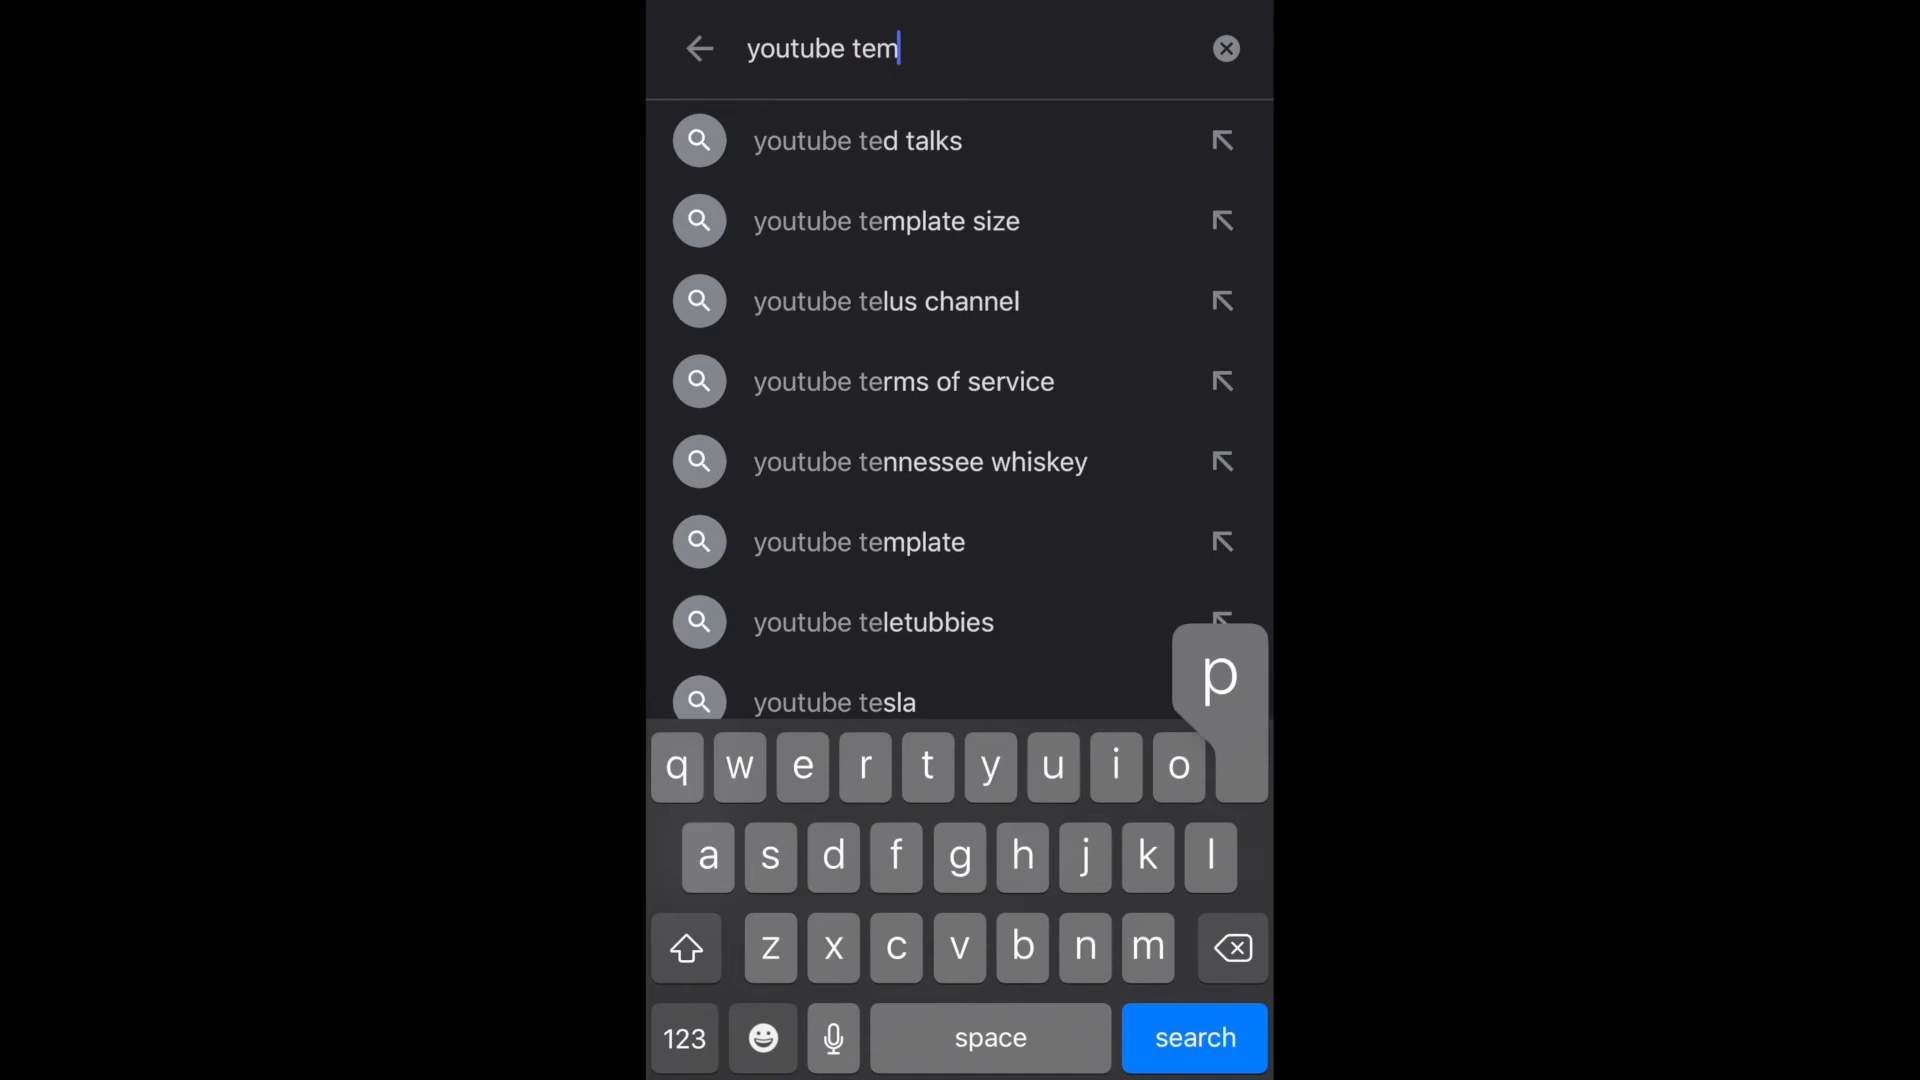 youtube tem
youtube ted talks
youtube template size
youtube telus channel
youtube terms of service
youtube tennessee whiskey
youtube template
youtube teletubbies
youtube tesla
p
q w e r t y u i o
a s d f g h j k l
z x c v b n m
123 space search